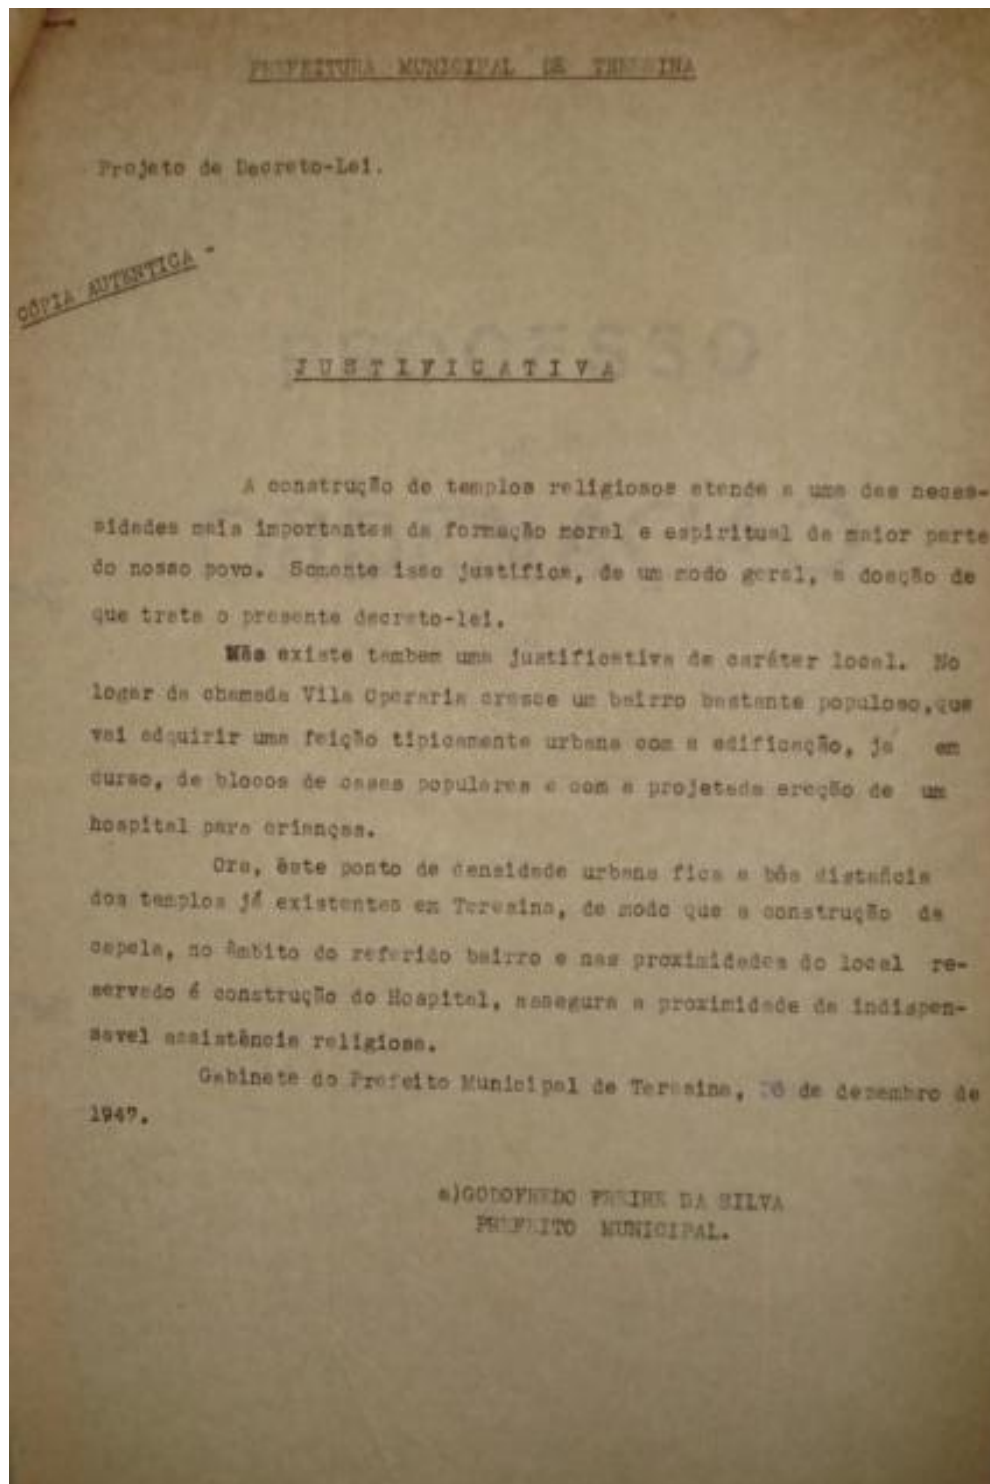 PREFEITURA MUNICIPAL DE TERESINA
Projeto de Decreto-Lei.
CÓPIA AUTENTICA -
PROCESSO
JUSTIFICATIVA
A construção de templos religiosos atende a uma das neces-
sidades mais importantes da formação moral e espiritual da maior parte
do nosso povo. Somente isso justifica, de um modo geral, a doação de
que trata o presente decreto-lei.
Mas existe tambem uma justificativa de caráter local. No
logar da chamada Vila Operaria cresce um bairro bastante populoso,que
vai adquirir uma feição tipicamente urbana com a edificação, já em
curso, de blocos de casas populares e com a projetada ereção de um
hospital para crianças.
Ora, êste ponto de densidade urbana fica a bôa distância
dos templos já existentes em Teresina, de modo que a construção da
capela, no âmbito do referido bairro e nas proximidades do local re-
servado é construção do Hospital, assegura a proximidade da indispen-
savel assistência religiosa.
Gabinete do Prefeito Municipal de Teresina, de dezembro de
1947.
a)GODOFREDO FREIRE DA SILVA
PREFEITO MUNICIPAL.